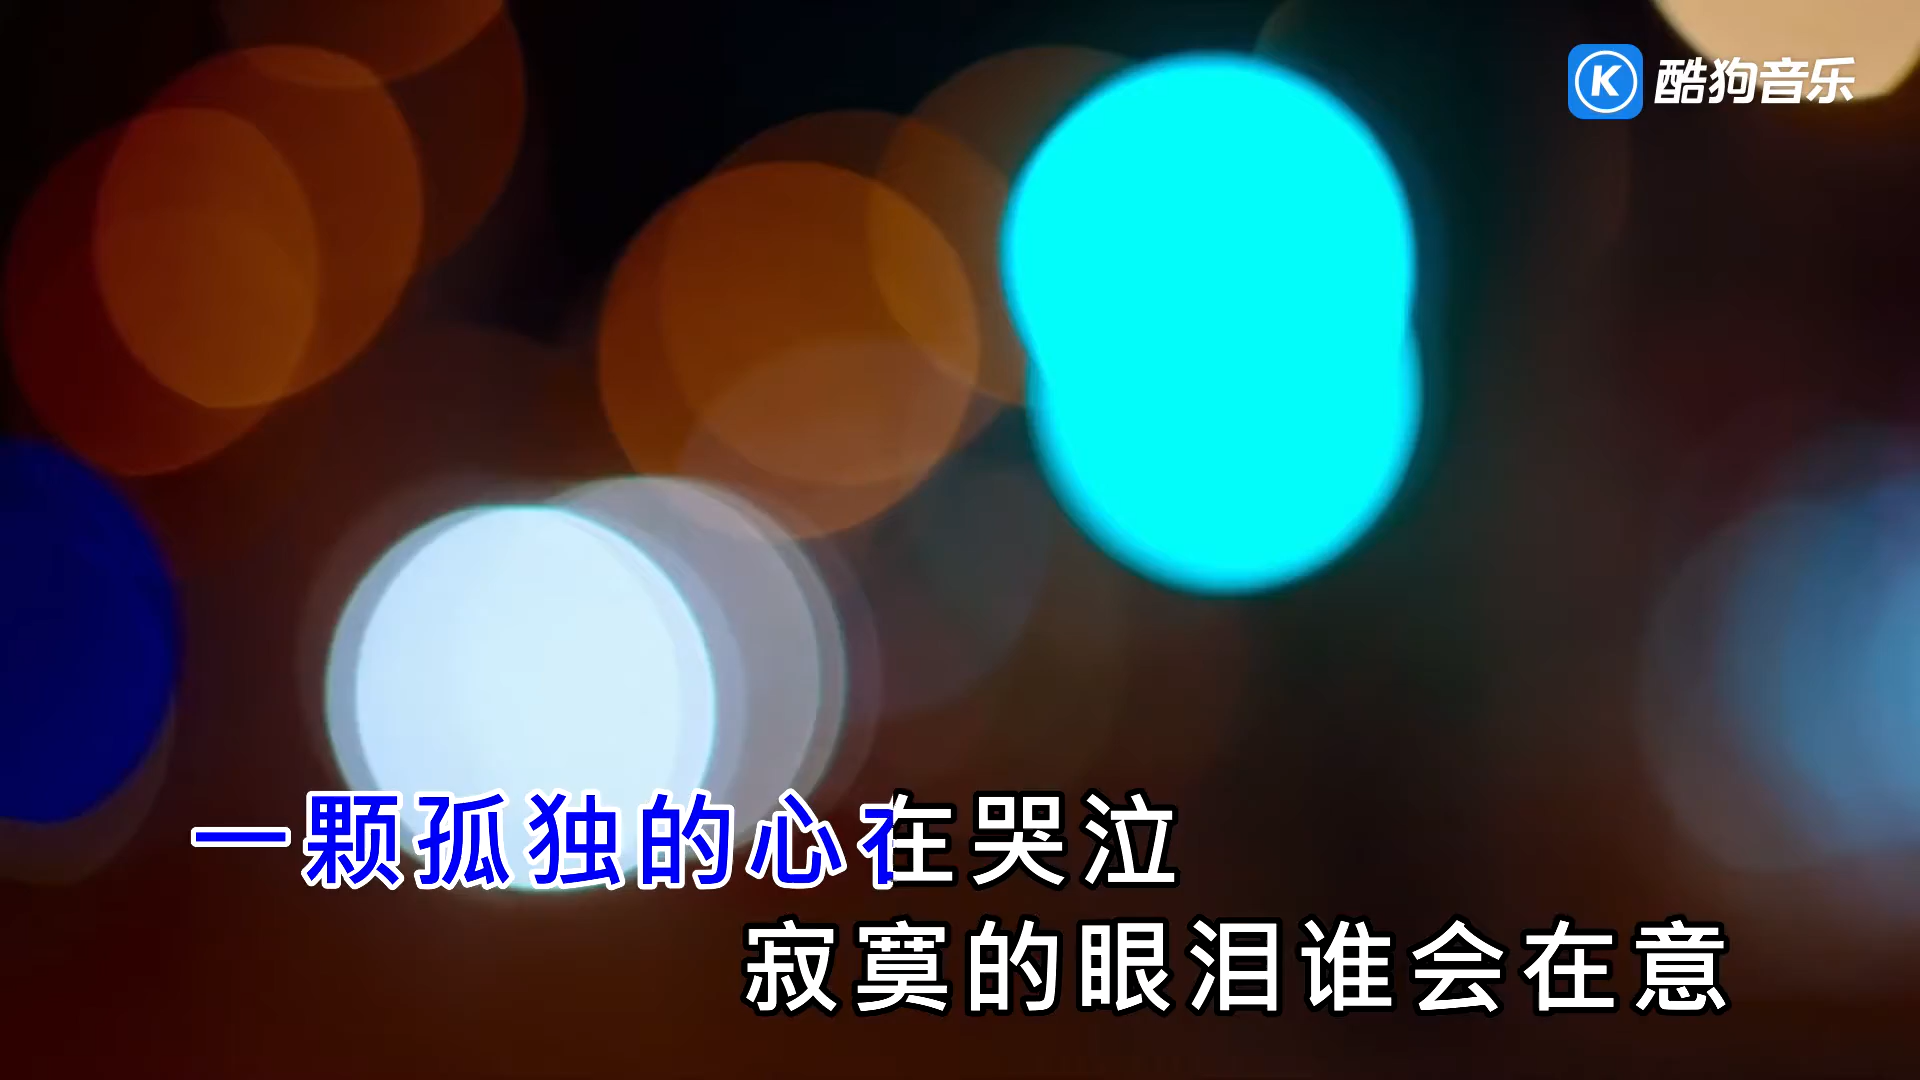 酷狗音乐
一颗孤独的心在哭泣
寂寞的眼泪谁会在意